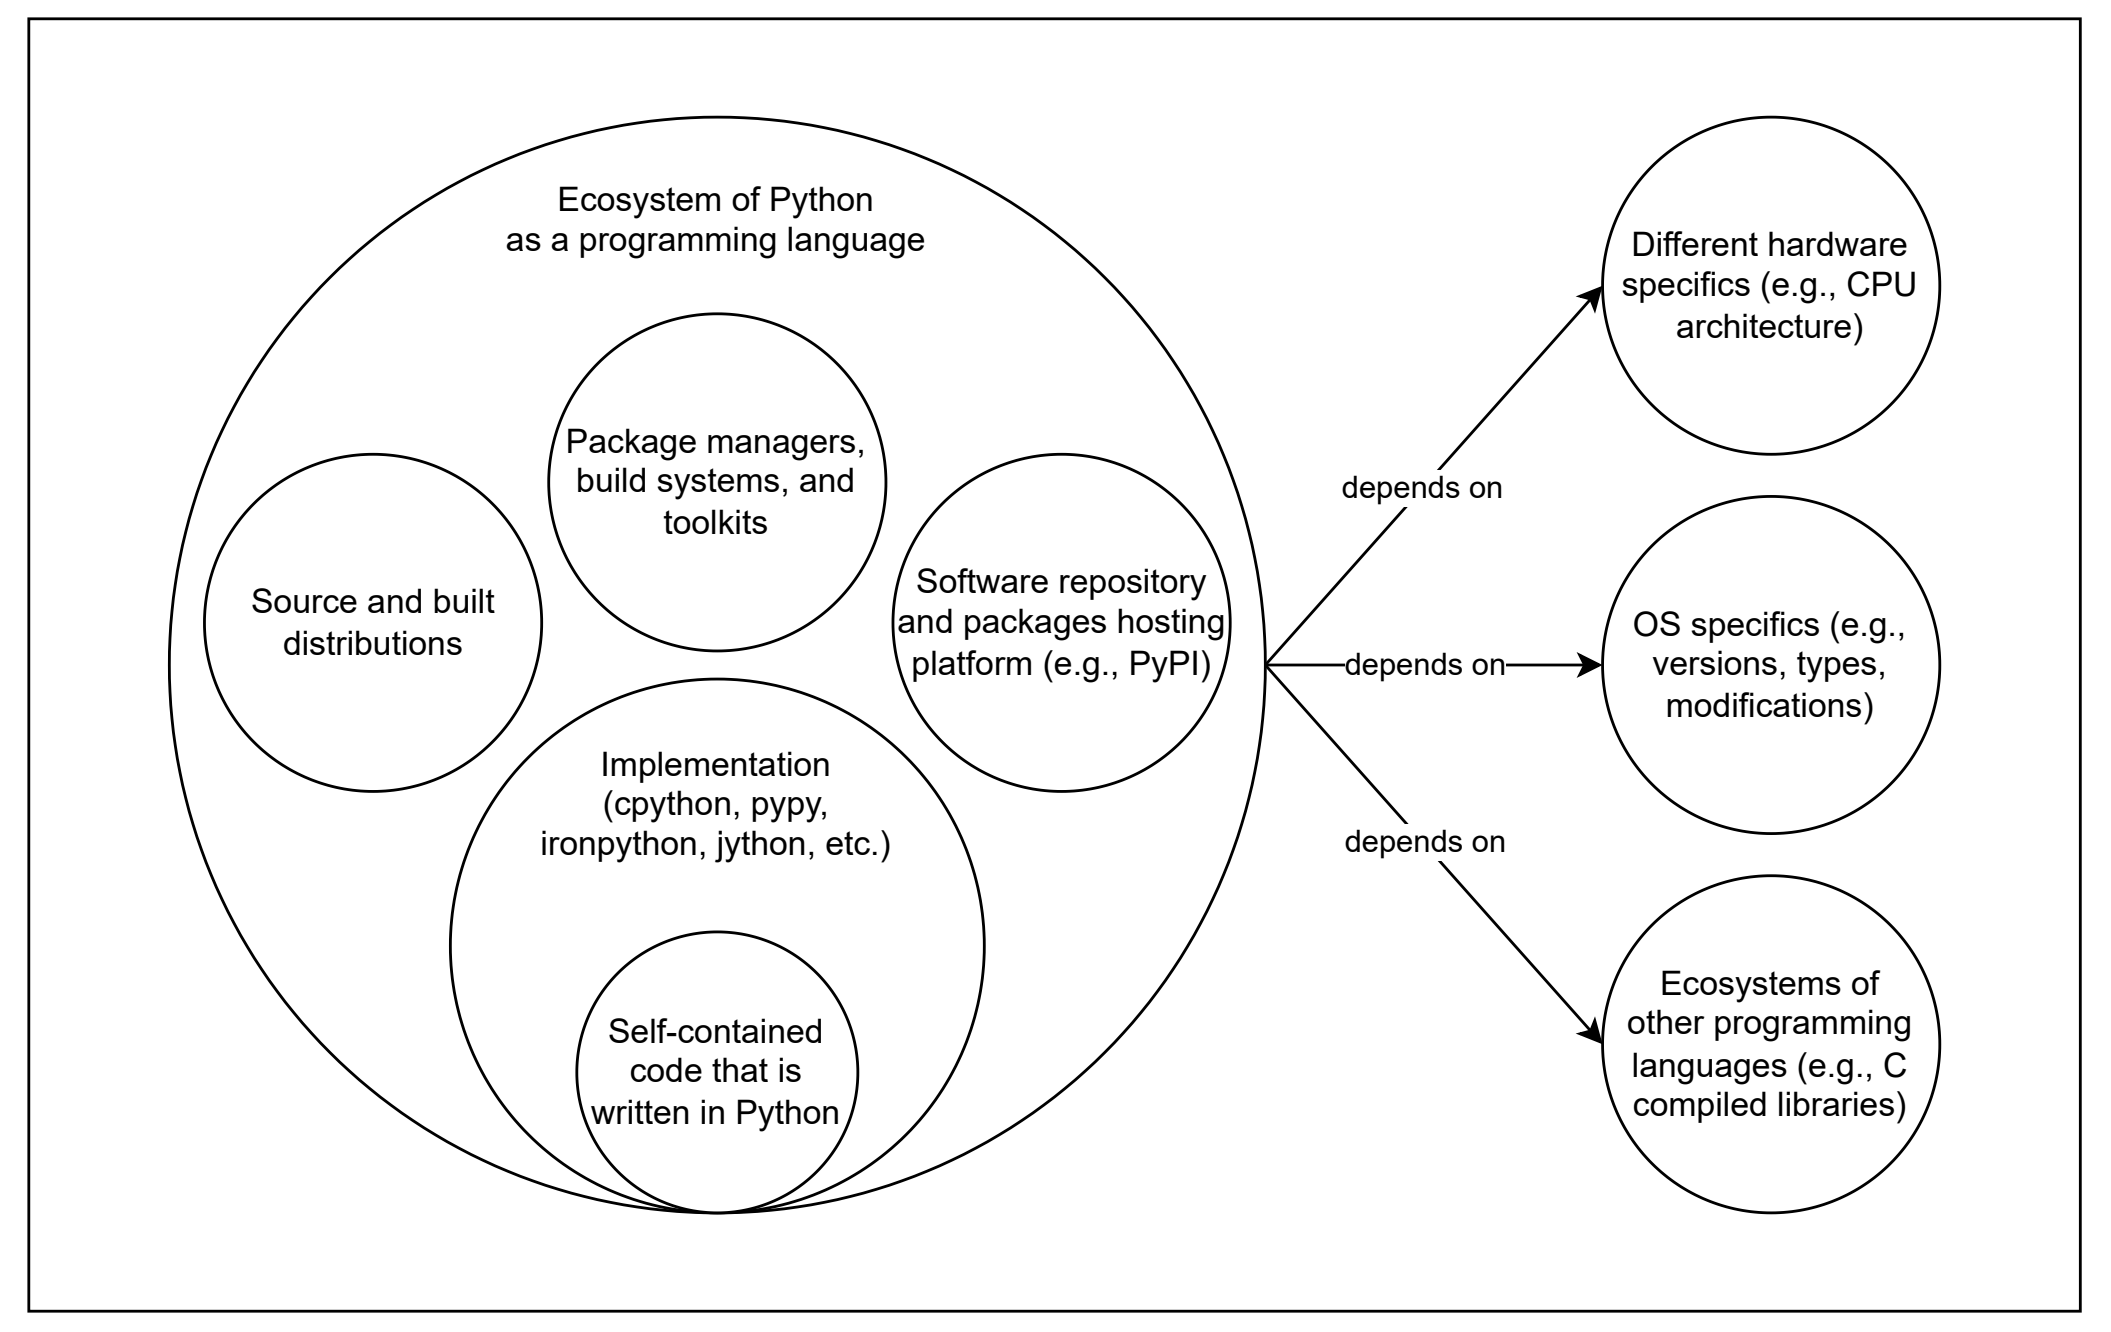 Ecosystem of Python
as a programming language
Package managers,
build systems, and
toolkits
Source and built
distributions
Software repository
and packages hosting
platform (e.g., PyPI)
Implementation
(cpython, pypy,
ironpython, jython, etc.)
Self-contained
code that is
written in Python
depends on
depends on
depends on
Different hardware
specifics (e.g., CPU
architecture)
OS specifics (e.g.,
versions, types,
modifications)
Ecosystems of
other programming
languages (e.g., C
compiled libraries)